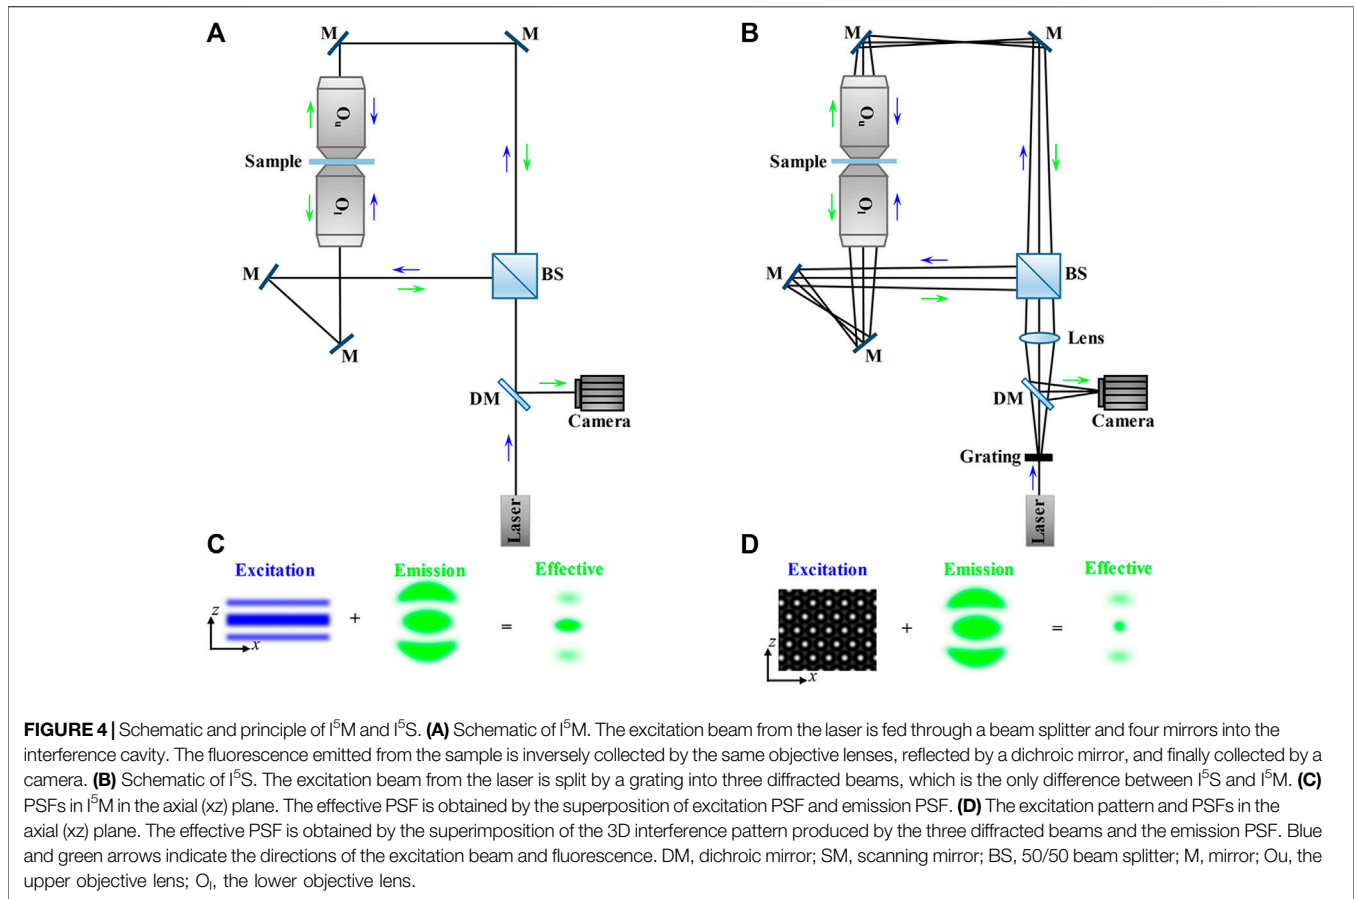 A
M
M
Ou
Sample
Ol
M
BS
M
DM
Camera
Laser
B
M
M
Ou
Sample
Ol
M
BS
Lens
M
DM
Camera
Grating
Laser
C
Excitation
Emission
Effective
z
x
+
=
D
Excitation
Emission
Effective
z
x
+
=
FIGURE 4 | Schematic and principle of I⁵M and I⁵S. (A) Schematic of I⁵M. The excitation beam from the laser is fed through a beam splitter and four mirrors into the
interference cavity. The fluorescence emitted from the sample is inversely collected by the same objective lenses, reflected by a dichroic mirror, and finally collected by a
camera. (B) Schematic of I⁵S. The excitation beam from the laser is split by a grating into three diffracted beams, which is the only difference between I⁵S and I⁵M. (C)
PSFs in I⁵M in the axial (xz) plane. The effective PSF is obtained by the superposition of excitation PSF and emission PSF. (D) The excitation pattern and PSFs in the
axial (xz) plane. The effective PSF is obtained by the superimposition of the 3D interference pattern produced by the three diffracted beams and the emission PSF. Blue
and green arrows indicate the directions of the excitation beam and fluorescence. DM, dichroic mirror; SM, scanning mirror; BS, 50/50 beam splitter; M, mirror; Ou, the
upper objective lens; Oₗ, the lower objective lens.